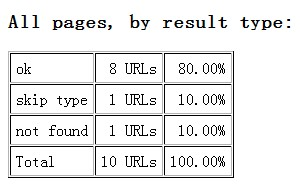 All pages, by result type:
ok 8 URLs 80.00%
skip type 1 URLs 10.00%
not found 1 URLs 10.00%
Total 10 URLs 100.00%